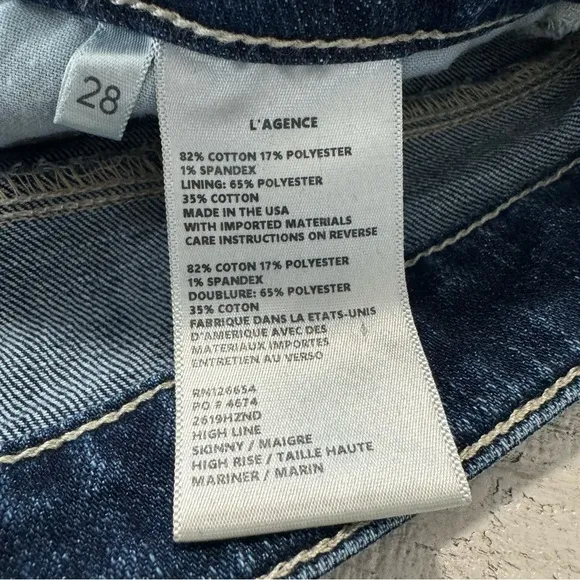 28
L'AGENCE
82% COTTON 17% POLYESTER
1% SPANDEX
LINING: 65% POLYESTER
35% COTTON
MADE IN THE USA
WITH IMPORTED MATERIALS
CARE INSTRUCTIONS ON REVERSE
82% COTON 17% POLYESTER
1% SPANDEX
DOUBLURE: 65% POLYESTER
35% COTON
FABRIQUE DANS LA ETATS-UNIS
D'AMERIQUE AVEC DES
MATERIAUX IMPORTES
ENTRETIEN AU VERSO
RN126654
PO # 4674
2619HZND
HIGH LINE
SKINNY / MAIGRE
HIGH RISE / TAILLE HAUTE
MARINER / MARIN